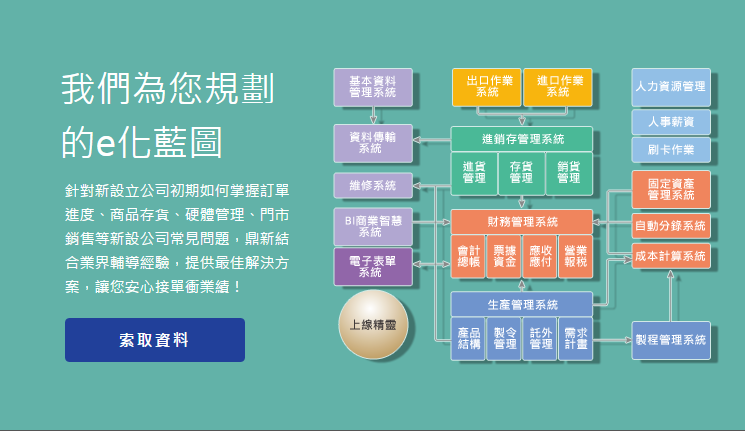 我們為您規劃
的e化藍圖
針對新設立公司初期如何掌握訂單
進度、商品存貨、硬體管理、門市
銷售等新設公司常見問題，鼎新結
合業界輔導經驗，提供最佳解決方
案，讓您安心接單衝業績！
索取資料
基本資料
管理系統
資料傳輸
系統
維修系統
BI商業智慧
系統
電子表單
系統
上線精靈
出口作業
系統
進口作業
系統
進銷存管理系統
進貨
管理
存貨
管理
銷貨
管理
財務管理系統
會計
總帳
票據
資金
應收
應付
營業
報稅
生產管理系統
產品
結構
製令
管理
託外
管理
需求
計畫
人力資源管理
人事薪資
刷卡作業
固定資產
管理系統
自動分錄系統
成本計算系統
製程管理系統